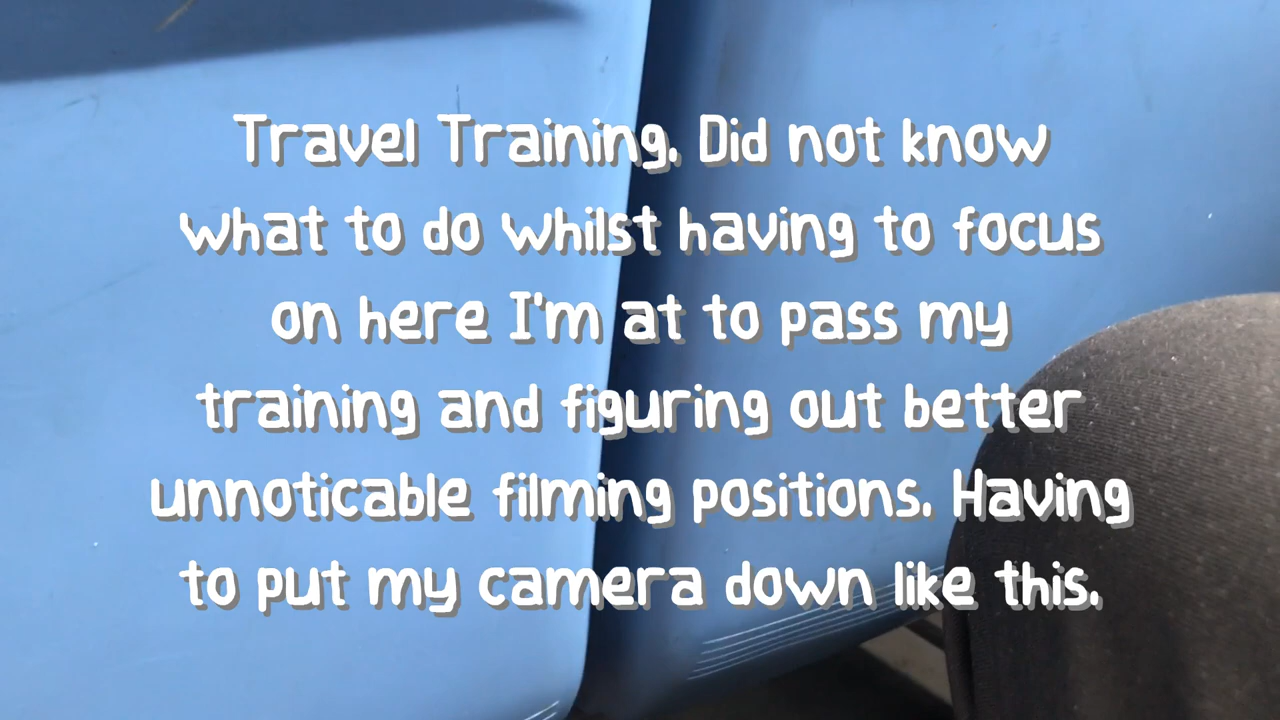 Travel Training. Did not know
what to do whilst having to focus
on here I'm at to pass my
training and figuring out better
unnoticable filming positions. Having
to put my camera down like this.